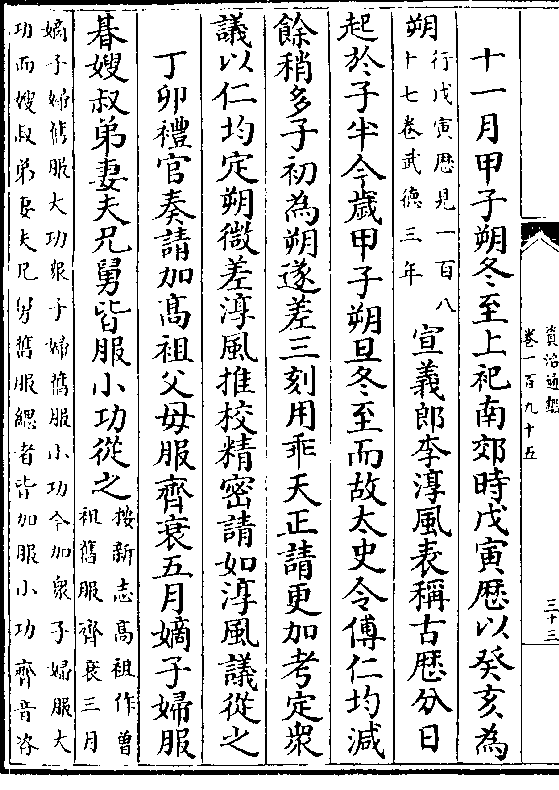 資治通鑑
卷一百九十五
三十三
十一月甲子朔冬至上祀南郊時戊寅歴以癸亥為
朔
行戊寅歴見一百八
十七卷武德三年
宣義郎李淳風表稱古歴分日
起於子半今歲甲子朔旦冬至而故太史令傅仁均減
餘稍多子初為朔遂差三刻用乖天正請更加考定衆
議以仁均定朔微差淳風推校精密請如淳風議從之
丁卯禮官奏請加髙祖父母服齊衰五月嫡子婦服
朞嫂叔弟妻夫兄舅皆服小功從之
按新志髙祖作曽
祖舊服齊衰三月
嫡子婦舊服大功衆子婦舊服小功今加衆子婦服大
功而嫂叔弟妻夫兄舅舊服緦者皆加服小功齊音咨